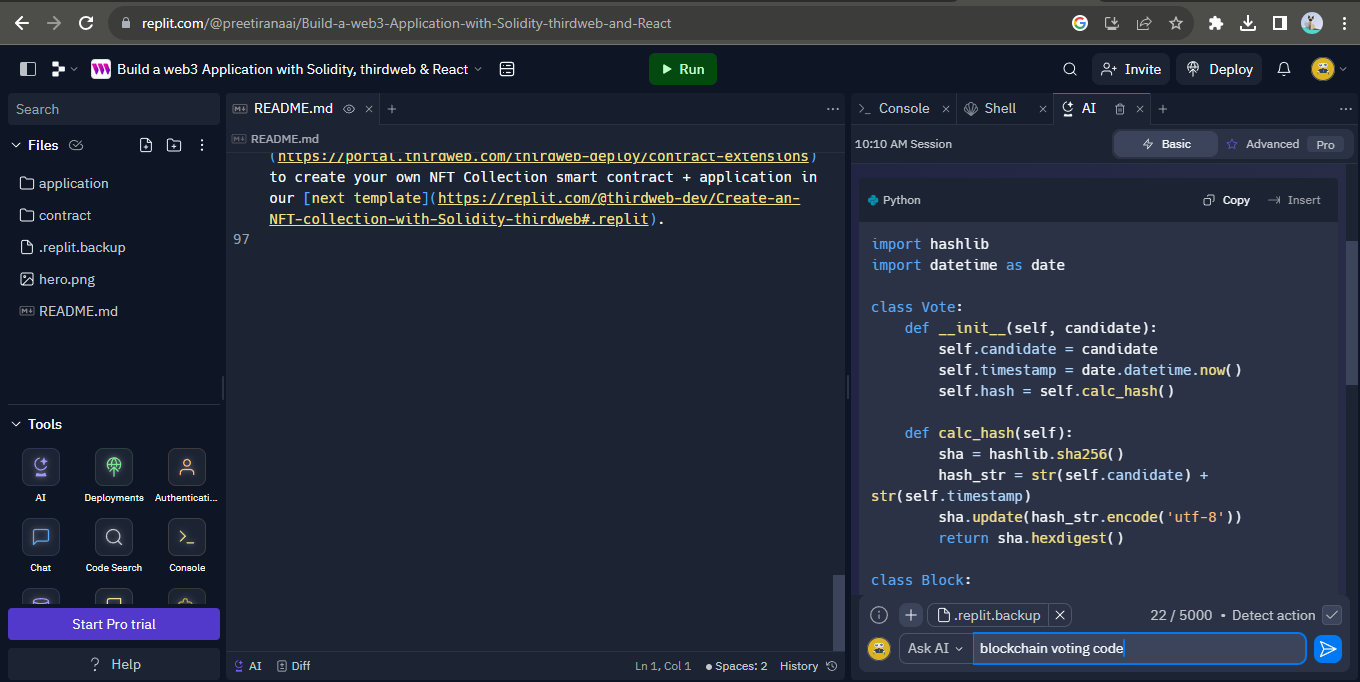 replit.com/@preetiranaai/Build-a-web3-Application-with-Solidity-thirdweb-and-React
Build a web3 Application with Solidity, thirdweb & React
Run
Invite
Deploy
Search
Files
application
contract
.replit.backup
hero.png
README.md
Tools
AI
Deployments
Authenticati...
Chat
Code Search
Console
Start Pro trial
? Help
README.md
README.md
(https://portal.thirdweb.com/thirdweb-deploy/contract-extensions)
to create your own NFT Collection smart contract + application in
our [next template](https://replit.com/@thirdweb-dev/Create-an-
NFT-collection-with-Solidity-thirdweb#.replit).
97
AI
Diff
Ln 1, Col 1
Spaces: 2
History
Console
Shell
AI
10:10 AM Session
Basic
Advanced
Pro
Python
Copy
Insert
import hashlib
import datetime as date
class Vote:
def __init__(self, candidate):
self.candidate = candidate
self.timestamp = date.datetime.now()
self.hash = self.calc_hash()
def calc_hash(self):
sha = hashlib.sha256()
hash_str = str(self.candidate) +
str(self.timestamp)
sha.update(hash_str.encode('utf-8'))
return sha.hexdigest()
class Block:
.replit.backup
22 / 5000 • Detect action
Ask AI
blockchain voting code